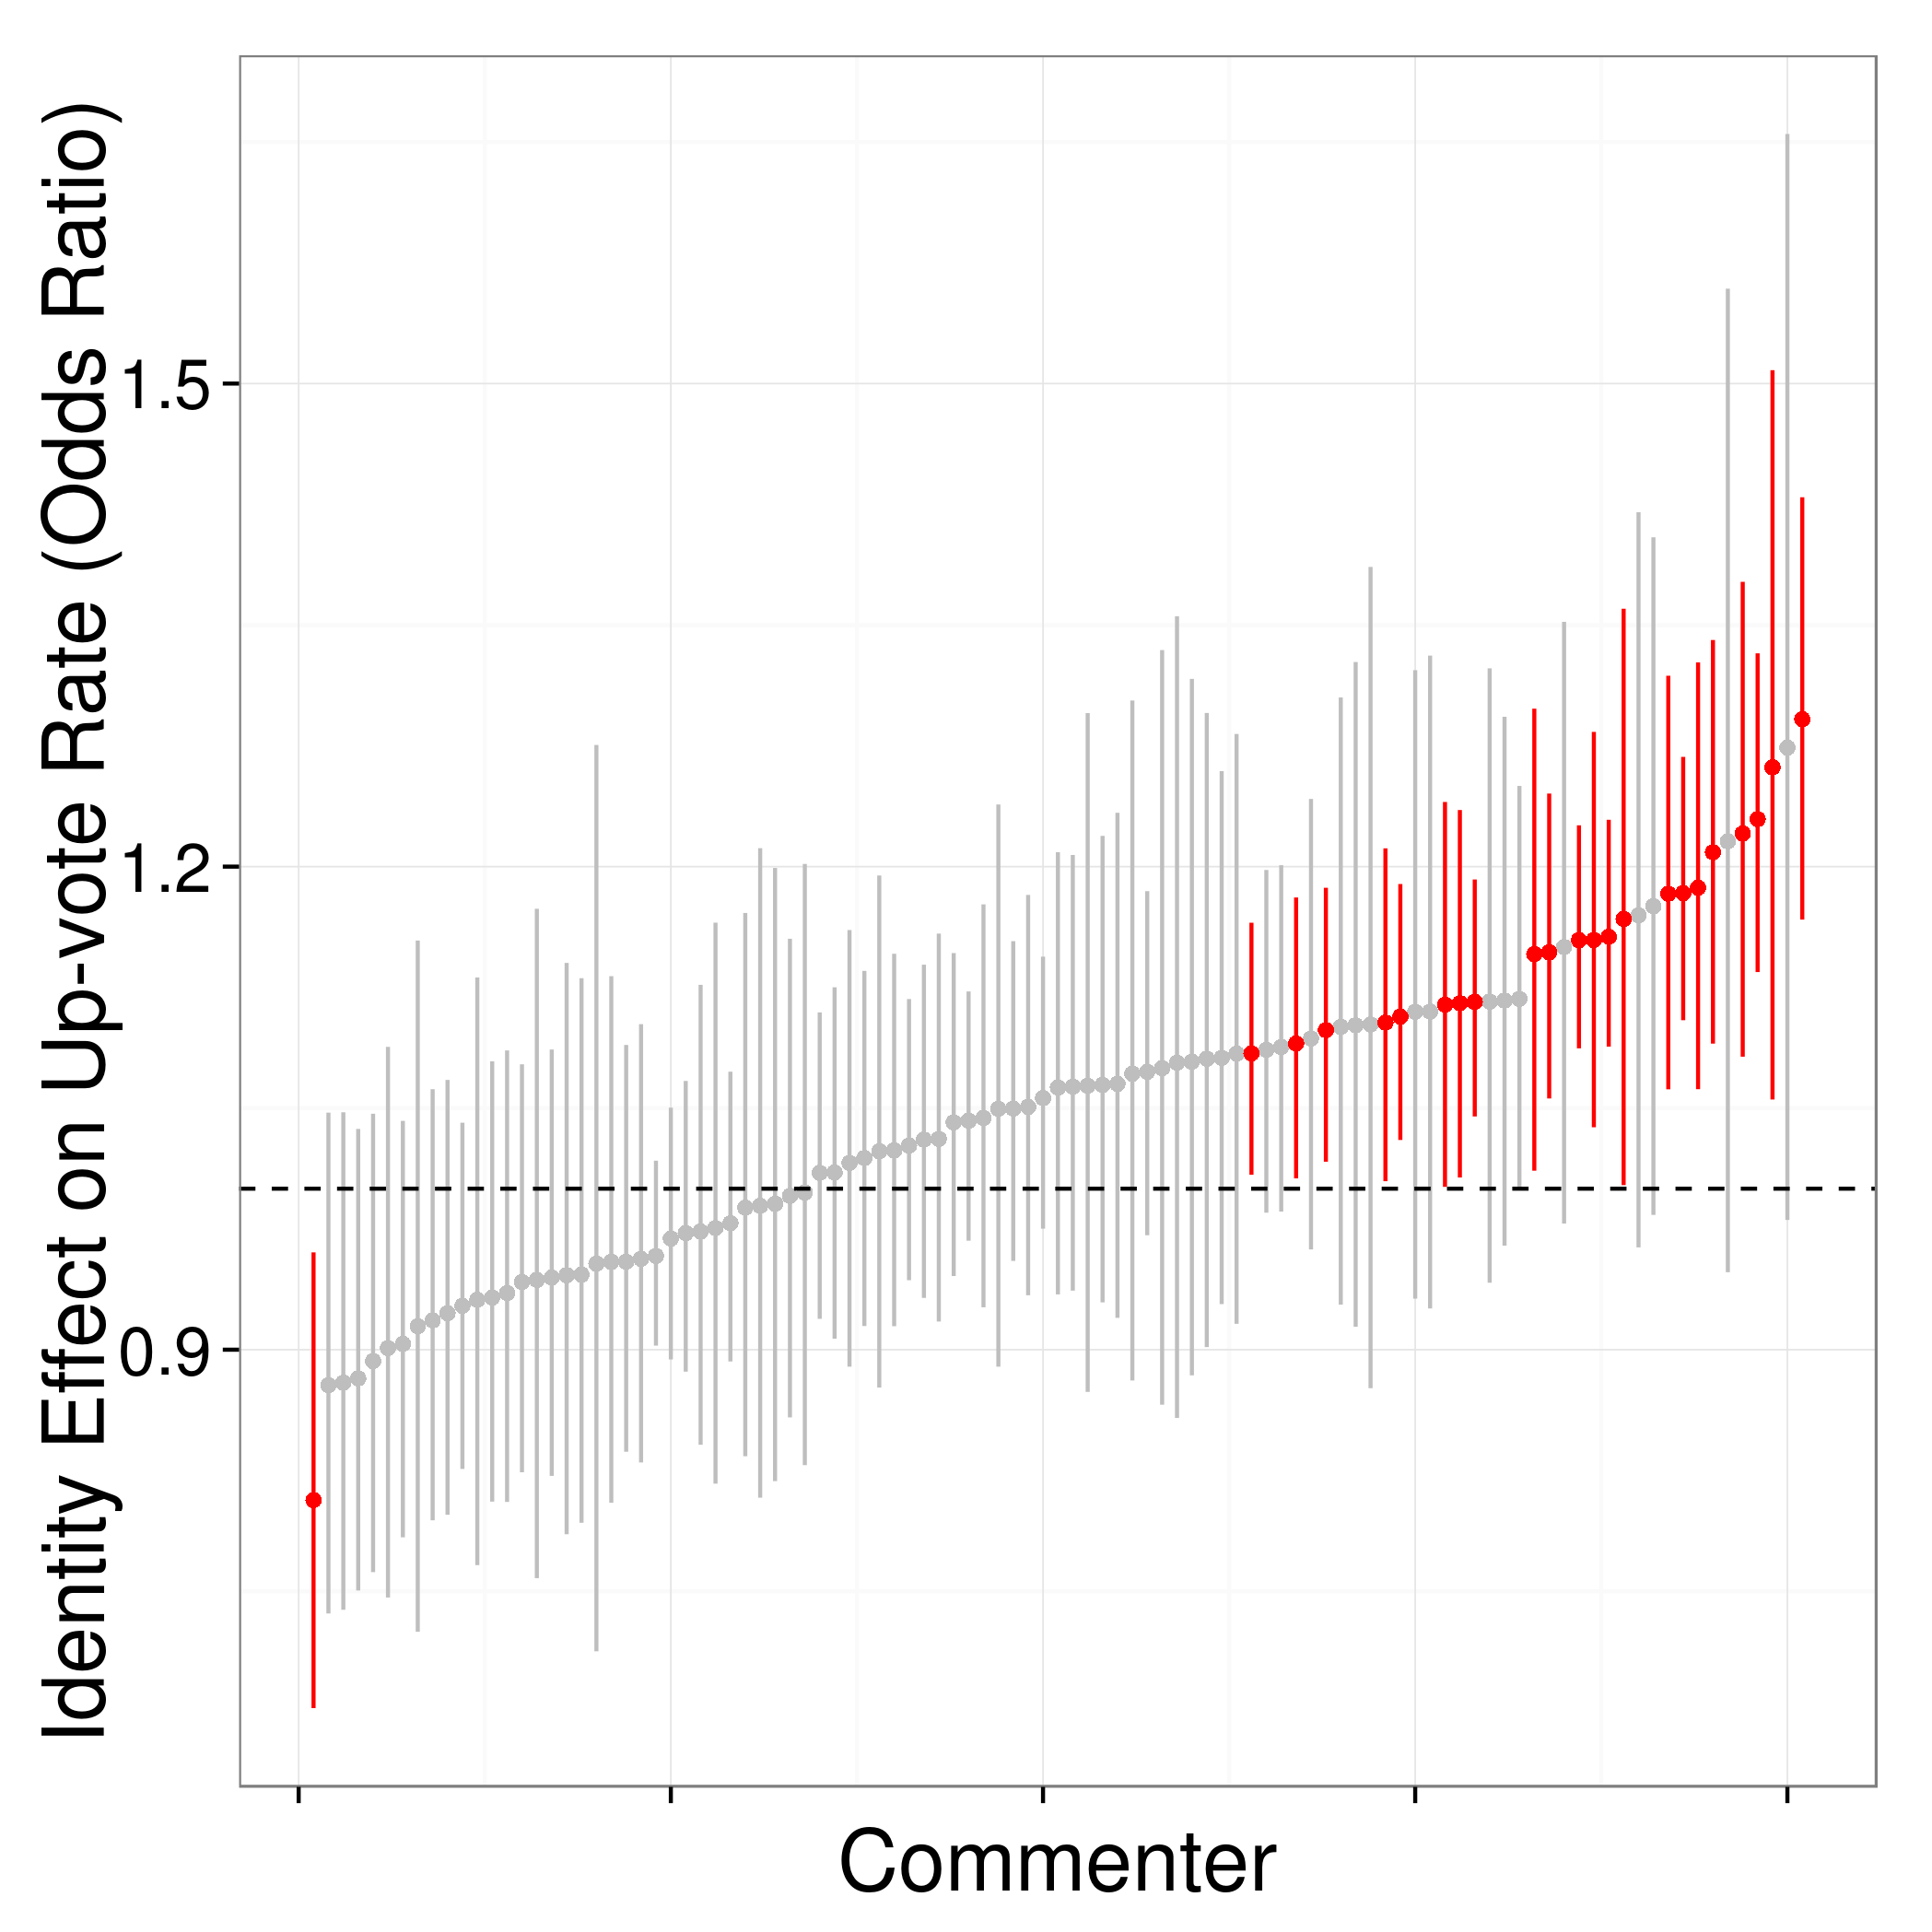 Identity Effect on Up-vote Rate (Odds Ratio)
1.5
1.2
0.9
Commenter